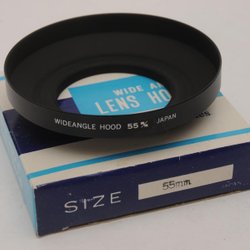 WIDE A
LENS HO
WIDEANGLE HOOD 55㎜ JAPAN
SIZE 55mm